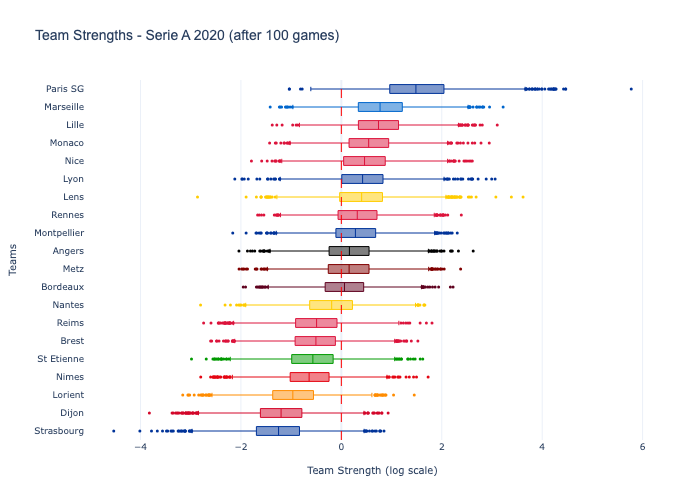 Team Strengths - Serie A 2020 (after 100 games)
Paris SG
Marseille
Lille
Monaco
Nice
Lyon
Lens
Rennes
Montpellier
Angers
Metz
Bordeaux
Nantes
Reims
Brest
St Etienne
Nimes
Lorient
Dijon
Strasbourg
Teams
−4 −2 0 2 4 6
Team Strength (log scale)